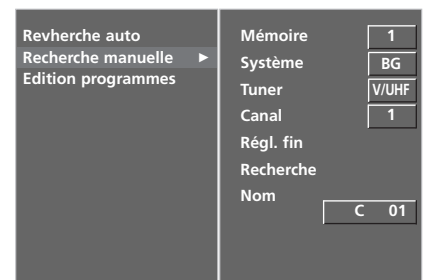 Revherche auto
Recherche manuelle ►
Edition programmes
Mémoire 1
Système BG
Tuner V/UHF
Canal 1
Régl. fin
Recherche
Nom
C 01